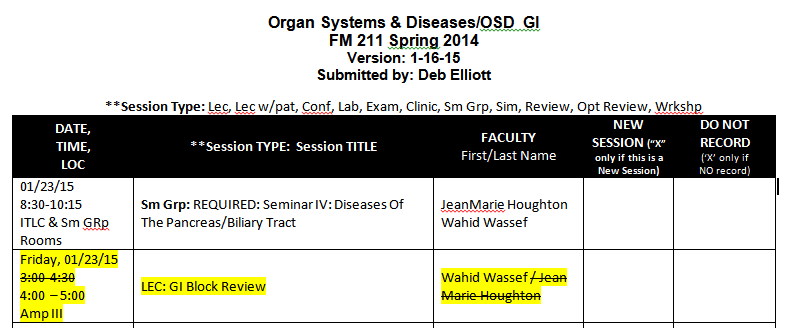 Organ Systems & Diseases/OSD GI
FM 211 Spring 2014
Version: 1-16-15
Submitted by: Deb Elliott
**Session Type: Lec, Lec w/pat, Conf, Lab, Exam, Clinic, Sm Grp, Sim, Review, Opt Review, Wrkshp
DATE,
TIME,
LOC
**Session TYPE: Session TITLE
FACULTY
First/Last Name
NEW
SESSION ("X"
only if this is a
New Session)
DO NOT
RECORD
('X' only if
NO record)
01/23/15
8:30-10:15
ITLC & Sm GRp
Rooms
Sm Grp: REQUIRED: Seminar IV: Diseases Of
The Pancreas/Biliary Tract
JeanMarie Houghton
Wahid Wassef
Friday, 01/23/15
3:00-4:30
4:00 – 5:00
Amp III
LEC: GI Block Review
Wahid Wassef / Jean
Marie Houghton